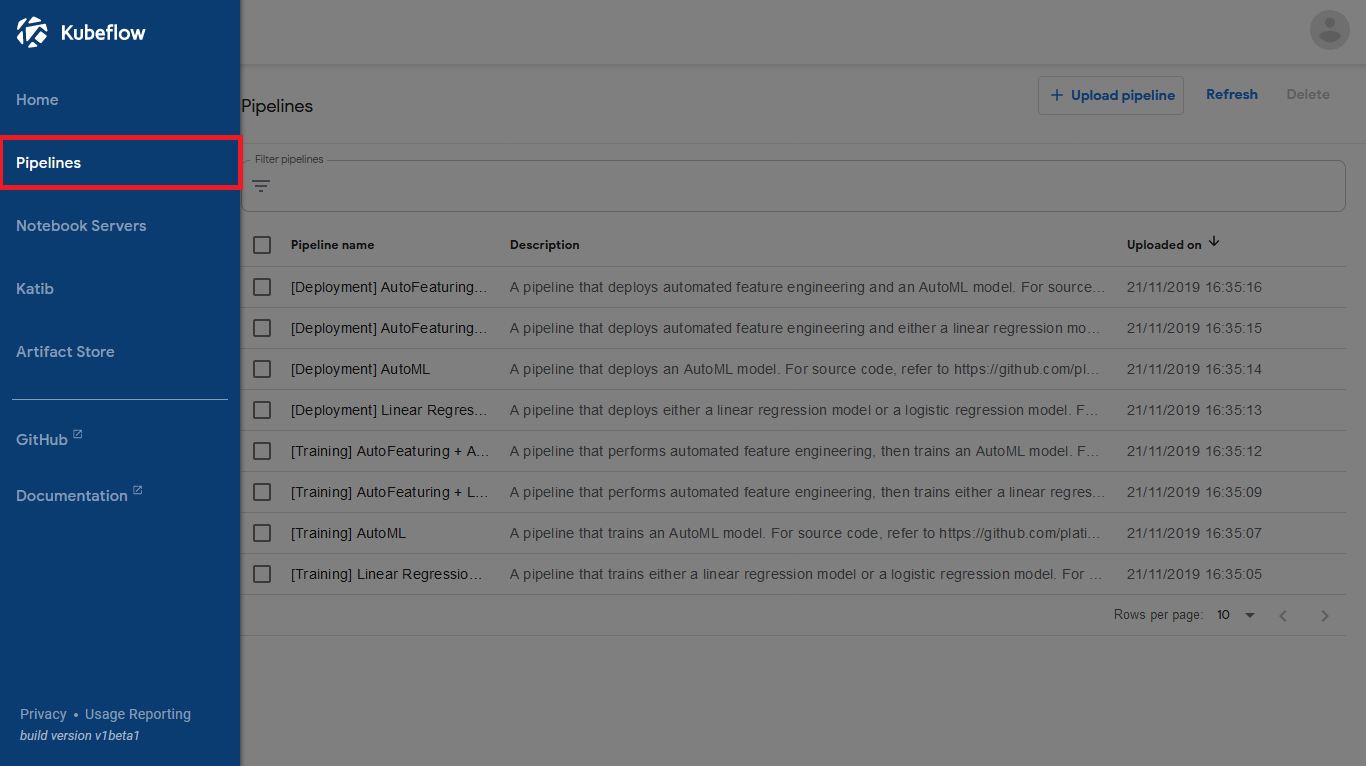 Kubeflow
Home
Pipelines
Notebook Servers
Katib
Artifact Store
GitHub
Documentation
Privacy • Usage Reporting
build version v1beta1
Pipelines
+ Upload pipeline Refresh Delete
Filter pipelines
Pipeline name Description Uploaded on
[Deployment] AutoFeaturing... A pipeline that deploys automated feature engineering and an AutoML model. For source... 21/11/2019 16:35:16
[Deployment] AutoFeaturing... A pipeline that deploys automated feature engineering and either a linear regression mo... 21/11/2019 16:35:15
[Deployment] AutoML A pipeline that deploys an AutoML model. For source code, refer to https://github.com/pl... 21/11/2019 16:35:14
[Deployment] Linear Regres... A pipeline that deploys either a linear regression model or a logistic regression model. F... 21/11/2019 16:35:13
[Training] AutoFeaturing + A... A pipeline that performs automated feature engineering, then trains an AutoML model. F... 21/11/2019 16:35:12
[Training] AutoFeaturing + L... A pipeline that performs automated feature engineering, then trains either a linear regres... 21/11/2019 16:35:09
[Training] AutoML A pipeline that trains an AutoML model. For source code, refer to https://github.com/plati... 21/11/2019 16:35:07
[Training] Linear Regressio... A pipeline that trains either a linear regression model or a logistic regression model. For ... 21/11/2019 16:35:05
Rows per page: 10